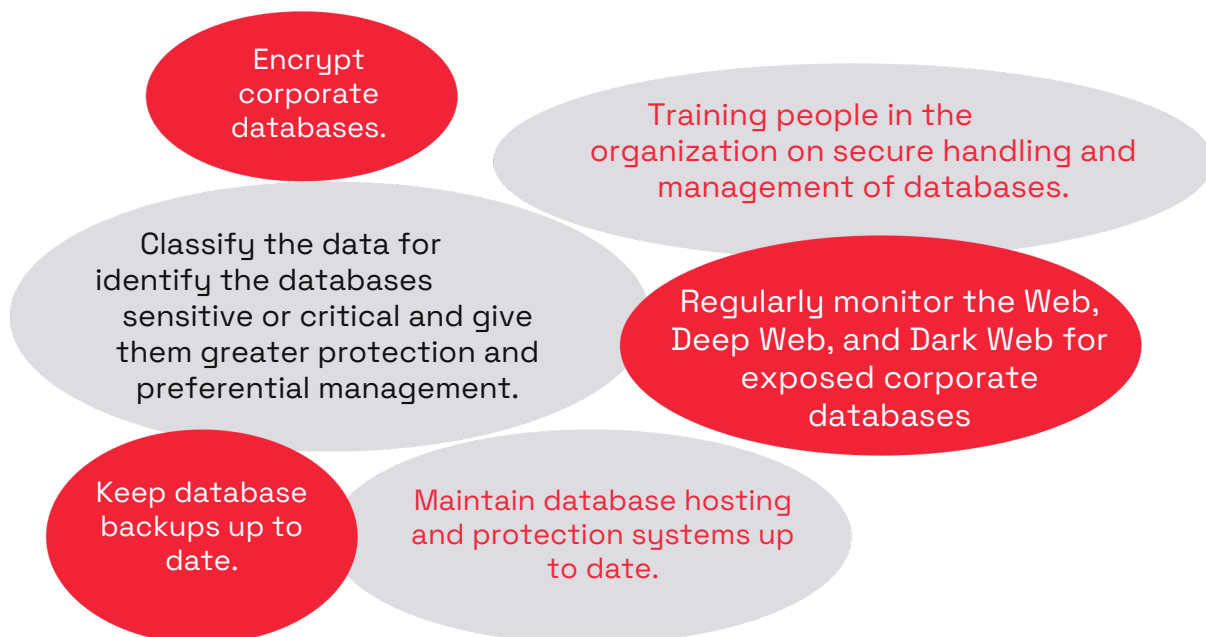 Encrypt
corporate
databases.
Training people in the
organization on secure handling and
management of databases.
Classify the data for
identify the databases
sensitive or critical and give
them greater protection and
preferential management.
Regularly monitor the Web,
Deep Web, and Dark Web for
exposed corporate
databases
Keep database
backups up to
date.
Maintain database hosting
and protection systems up
to date.